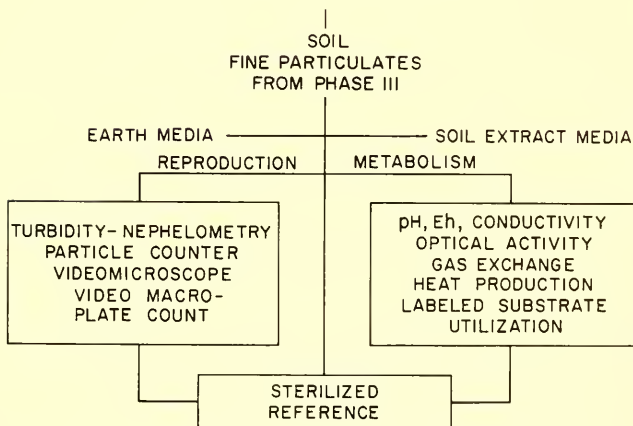 SOIL
FINE PARTICULATES
FROM PHASE III
EARTH MEDIA
SOIL EXTRACT MEDIA
REPRODUCTION
METABOLISM
TURBIDITY-NEPHELOMETRY
PARTICLE COUNTER
VIDEOMICROSCOPE
VIDEO MACRO-
PLATE COUNT
pH, Eh, CONDUCTIVITY
OPTICAL ACTIVITY
GAS EXCHANGE
HEAT PRODUCTION
LABELED SUBSTRATE
UTILIZATION
STERILIZED
REFERENCE